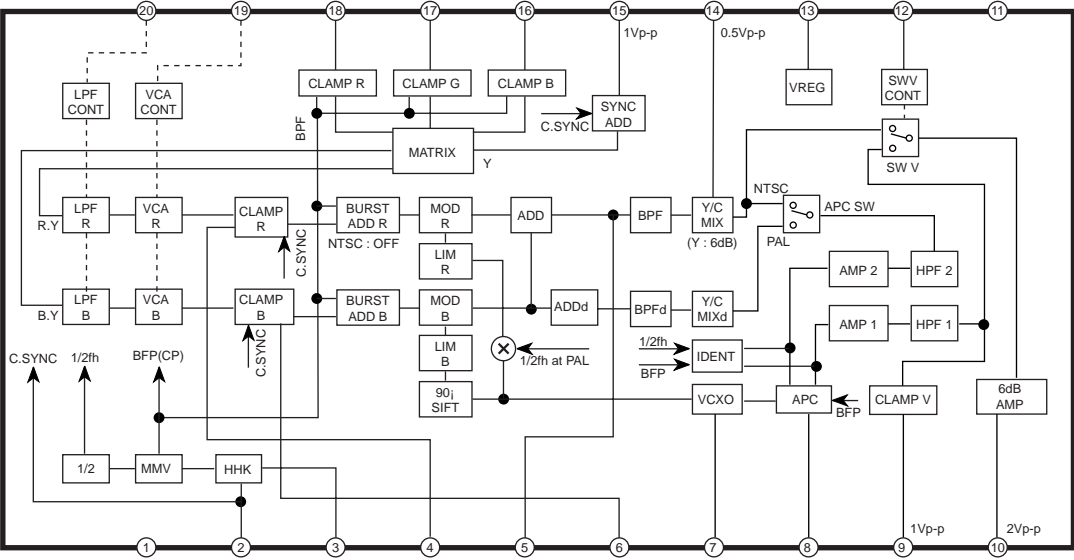 20
19
18
17
16
15
14
13
12
11
1Vp-p
0.5Vp-p
LPF
CONT
VCA
CONT
CLAMP R
CLAMP G
CLAMP B
SYNC
ADD
VREG
SWV
CONT
BPF
C.SYNC
MATRIX
Y
SW V
R.Y
LPF
R
VCA
R
CLAMP
R
BURST
ADD R
NTSC : OFF
MOD
R
ADD
BPF
Y/C
MIX
(Y : 6dB)
NTSC
PAL
APC SW
C.SYNC
LIM
R
AMP 2
HPF 2
B.Y
LPF
B
VCA
B
CLAMP
B
BURST
ADD B
MOD
B
ADDd
BPFd
Y/C
MIXd
AMP 1
HPF 1
C.SYNC
1/2fh
BFP(CP)
C.SYNC
LIM
B
1/2fh at PAL
1/2fh
BFP
IDENT
90¡
SIFT
VCXO
APC
BFP
CLAMP V
6dB
AMP
1/2
MMV
HHK
1Vp-p
2Vp-p
1
2
3
4
5
6
7
8
9
10